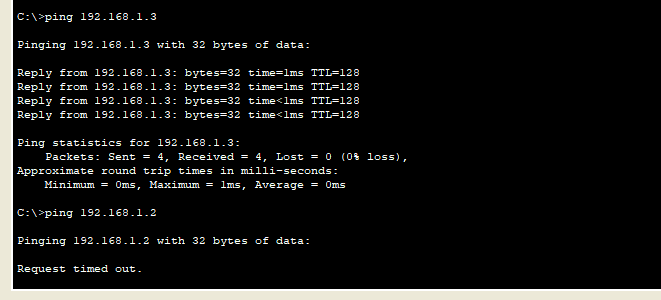 C:\>ping 192.168.1.3
Pinging 192.168.1.3 with 32 bytes of data:
Reply from 192.168.1.3: bytes=32 time=1ms TTL=128
Reply from 192.168.1.3: bytes=32 time=1ms TTL=128
Reply from 192.168.1.3: bytes=32 time<1ms TTL=128
Reply from 192.168.1.3: bytes=32 time<1ms TTL=128
Ping statistics for 192.168.1.3:
    Packets: Sent = 4, Received = 4, Lost = 0 (0% loss),
Approximate round trip times in milli-seconds:
    Minimum = 0ms, Maximum = 1ms, Average = 0ms
C:\>ping 192.168.1.2
Pinging 192.168.1.2 with 32 bytes of data:
Request timed out.